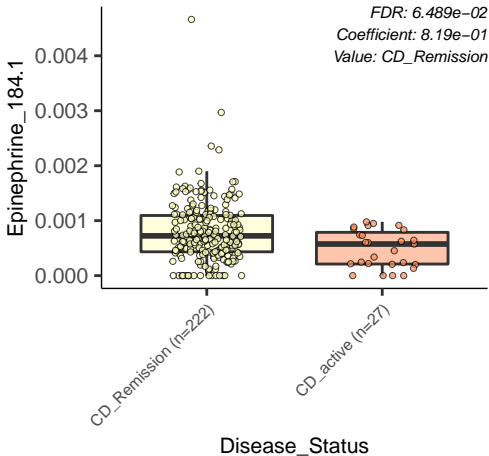 FDR: 6.489e−02
Coefficient: 8.19e−01
Value: CD_Remission
Epinephrine_184.1
0.004
0.003
0.002
0.001
0.000
CD_Remission (n=222)
CD_active (n=27)
Disease_Status